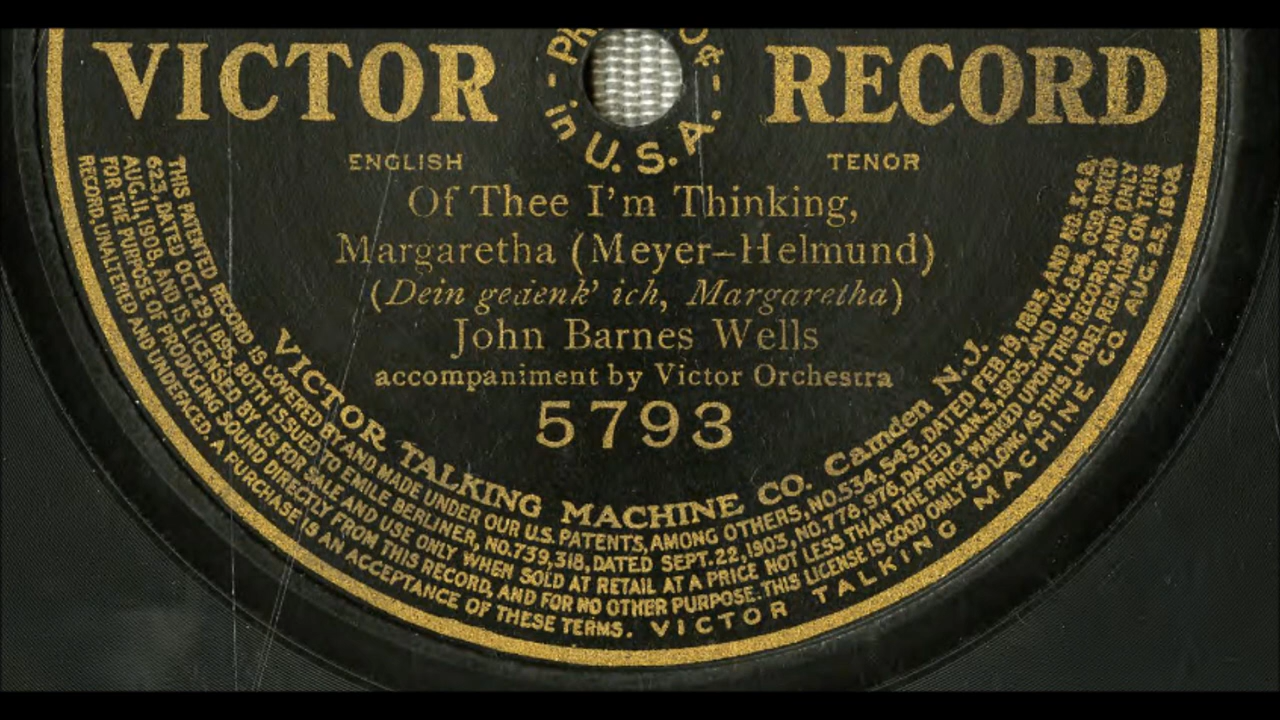 VICTOR RECORD
- in U.S.A. -
ENGLISH TENOR
Of Thee I'm Thinking,
Margaretha (Meyer–Helmund)
(Dein gedenk' ich, Margaretha)
John Barnes Wells
accompaniment by Victor Orchestra
5793
VICTOR TALKING MACHINE CO. Camden N.J.
THIS PATENTED RECORD IS COVERED BY AND MADE UNDER OUR U.S. PATENTS, AMONG OTHERS, NO.534,543, DATED FEB.19, 1895, AND NO. 548,
623, DATED OCT.29,1895, BOTH ISSUED TO EMILE BERLINER, NO.739,318, DATED SEPT.22,1903, NO.778,976, DATED JAN.3,1905, AND NO.896,059, DATED
AUG.11,1908, AND IS LICENSED BY US FOR SALE AND USE ONLY WHEN SOLD AT RETAIL AT A PRICE NOT LESS THAN THE PRICE MARKED UPON THIS RECORD, AND ONLY
FOR THE PURPOSE OF PRODUCING SOUND DIRECTLY FROM THIS RECORD, AND FOR NO OTHER PURPOSE. THIS LICENSE IS GOOD ONLY SO LONG AS THIS LABEL REMAINS ON THIS
RECORD, UNALTERED AND UNDEFACED. A PURCHASE IS AN ACCEPTANCE OF THESE TERMS. VICTOR TALKING MACHINE CO. AUG. 25, 1908.